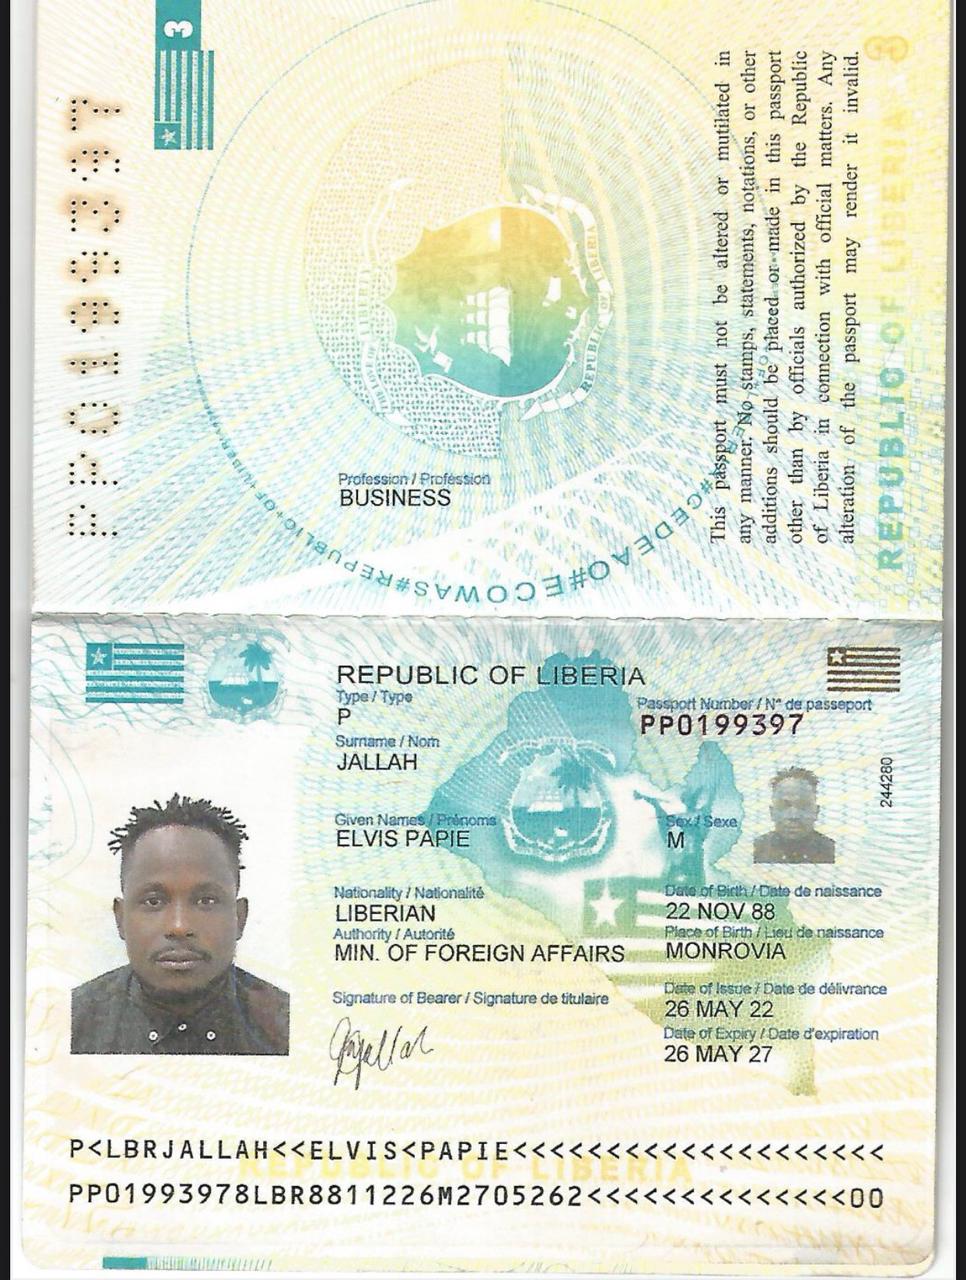 3
PP0199397
Profession / Profession
BUSINESS
This passport must not be altered or mutilated in
any manner. No stamps, statements, notations, or other
additions should be placed or made in this passport
other than by officials authorized by the Republic
of Liberia in connection with official matters. Any
alteration of the passport may render it invalid.
REPUBLIC OF LIBERIA 3
REPUBLIC OF LIBERIA
#CEDEAO#ECOWAS#REPUBLIC+OF+LIBERIA
REPUBLIC OF LIBERIA
Type / Type
P
Passport Number / N° de passeport
PP0199397
Surname / Nom
JALLAH
244280
Given Names / Prénoms
ELVIS PAPIE
Sex / Sexe
M
Nationality / Nationalité
LIBERIAN
Date of Birth / Date de naissance
22 NOV 88
Authority / Autorité
MIN. OF FOREIGN AFFAIRS
Place of Birth / Lieu de naissance
MONROVIA
Signature of Bearer / Signature de titulaire
Date of Issue / Date de délivrance
26 MAY 22
Date of Expiry / Date d'expiration
26 MAY 27
P<LBRJALLAH<<ELVIS<PAPIE<<<<<<<<<<<<<<<<<<<<
PP01993978LBR8811226M2705262<<<<<<<<<<<<<<00
REPUBLIC OF LIBERIA